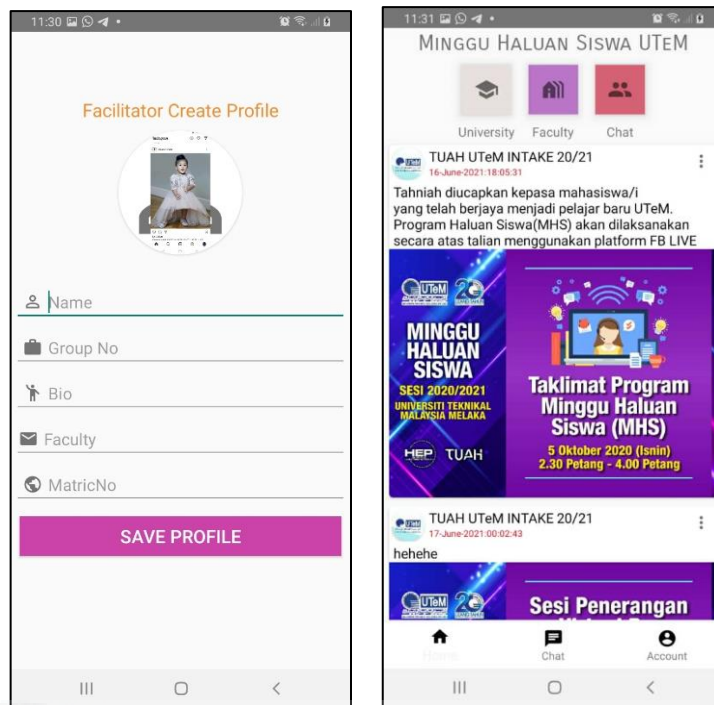 11:30
Facilitator Create Profile
Name
Group No
Bio
Faculty
MatricNo
SAVE PROFILE
11:31
MINGGU HALUAN SISWA UTeM
University Faculty Chat
TUAH UTeM INTAKE 20/21
16-June-2021:18:05:31
Tahniah diucapkan kepasa mahasiswa/i
yang telah berjaya menjadi pelajar baru UTeM.
Program Haluan Siswa(MHS) akan dilaksanakan
secara atas talian menggunakan platform FB LIVE
UTeM 20
MINGGU
HALUAN
SISWA
SESI 2020/2021
UNIVERSITI TEKNIKAL
MALAYSIA MELAKA
HEP TUAH
Taklimat Program
Minggu Haluan
Siswa (MHS)
5 Oktober 2020 (Isnin)
2.30 Petang - 4.00 Petang
TUAH UTeM INTAKE 20/21
17-June-2021:00:02:43
hehehe
UTeM 20
Sesi Penerangan
Home Chat Account